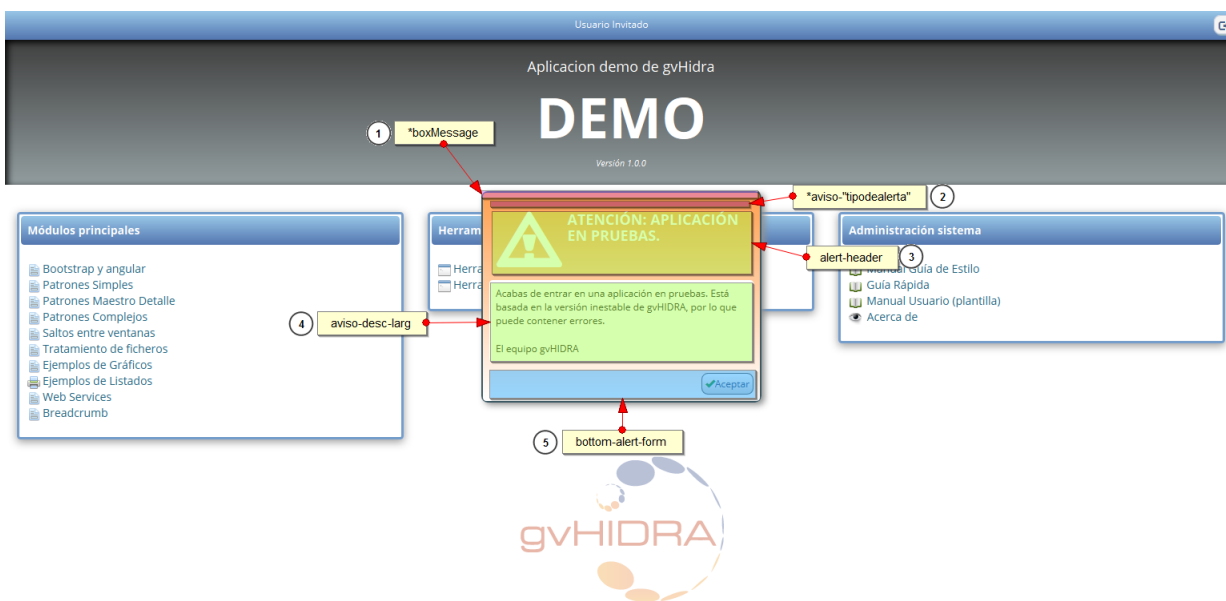 Usuario Invitado
Aplicacion demo de gvHidra
DEMO
Versión 1.0.0
1 *boxMessage
*aviso-"tipodealerta" 2
Módulos principales
Bootstrap y angular
Patrones Simples
Patrones Maestro Detalle
Patrones Complejos
Saltos entre ventanas
Tratamiento de ficheros
Ejemplos de Gráficos
Ejemplos de Listados
Web Services
Breadcrumb
Herram
Herra
Herra
ATENCIÓN: APLICACIÓN
EN PRUEBAS.
alert-header 3
4 aviso-desc-larg
Acabas de entrar en una aplicación en pruebas. Está
basada en la versión inestable de gvHIDRA, por lo que
puede contener errores.
El equipo gvHIDRA
Aceptar
5 bottom-alert-form
Administración sistema
Manual Guía de Estilo
Guía Rápida
Manual Usuario (plantilla)
Acerca de
gvHIDRA